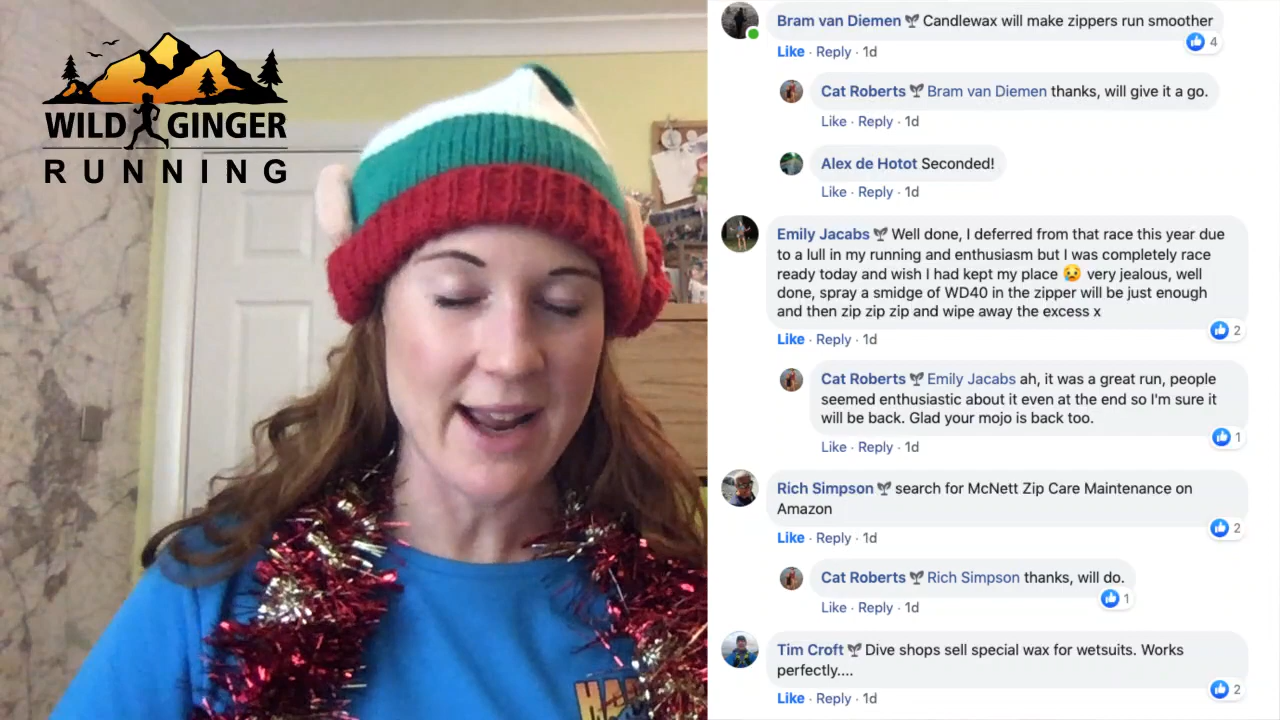 WILD GINGER
RUNNING
HA
Bram van Diemen Candlewax will make zippers run smoother
4
Like · Reply · 1d
Cat Roberts Bram van Diemen thanks, will give it a go.
Like · Reply · 1d
Alex de Hotot Seconded!
Like · Reply · 1d
Emily Jacabs Well done, I deferred from that race this year due
to a lull in my running and enthusiasm but I was completely race
ready today and wish I had kept my place 😥 very jealous, well
done, spray a smidge of WD40 in the zipper will be just enough
and then zip zip zip and wipe away the excess x
2
Like · Reply · 1d
Cat Roberts Emily Jacabs ah, it was a great run, people
seemed enthusiastic about it even at the end so I'm sure it
will be back. Glad your mojo is back too.
1
Like · Reply · 1d
Rich Simpson search for McNett Zip Care Maintenance on
Amazon
2
Like · Reply · 1d
Cat Roberts Rich Simpson thanks, will do.
1
Like · Reply · 1d
Tim Croft Dive shops sell special wax for wetsuits. Works
perfectly....
2
Like · Reply · 1d